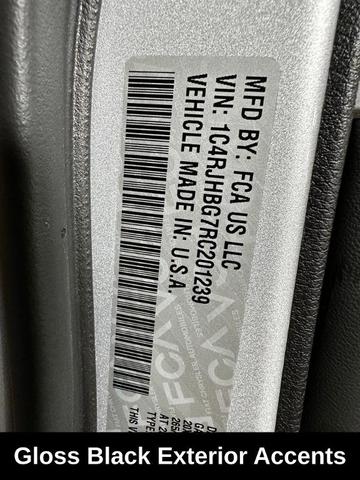 MFD BY: FCA US LLC
VIN: 1C4RJHBG7RC201239
VEHICLE MADE IN: U.S.A.
Gloss Black Exterior Accents